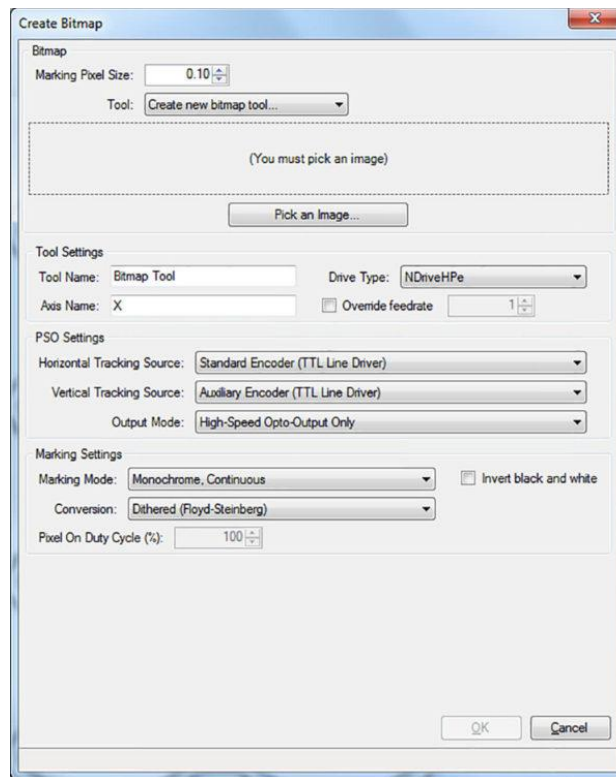 Create Bitmap
Bitmap
Marking Pixel Size: 0.10
Tool: Create new bitmap tool...
(You must pick an image)
Pick an Image...
Tool Settings
Tool Name: Bitmap Tool Drive Type: NDriveHPe
Axis Name: X Override feedrate 1
PSO Settings
Horizontal Tracking Source: Standard Encoder (TTL Line Driver)
Vertical Tracking Source: Auxiliary Encoder (TTL Line Driver)
Output Mode: High-Speed Opto-Output Only
Marking Settings
Marking Mode: Monochrome, Continuous Invert black and white
Conversion: Dithered (Floyd-Steinberg)
Pixel On Duty Cycle (%): 100
OK Cancel